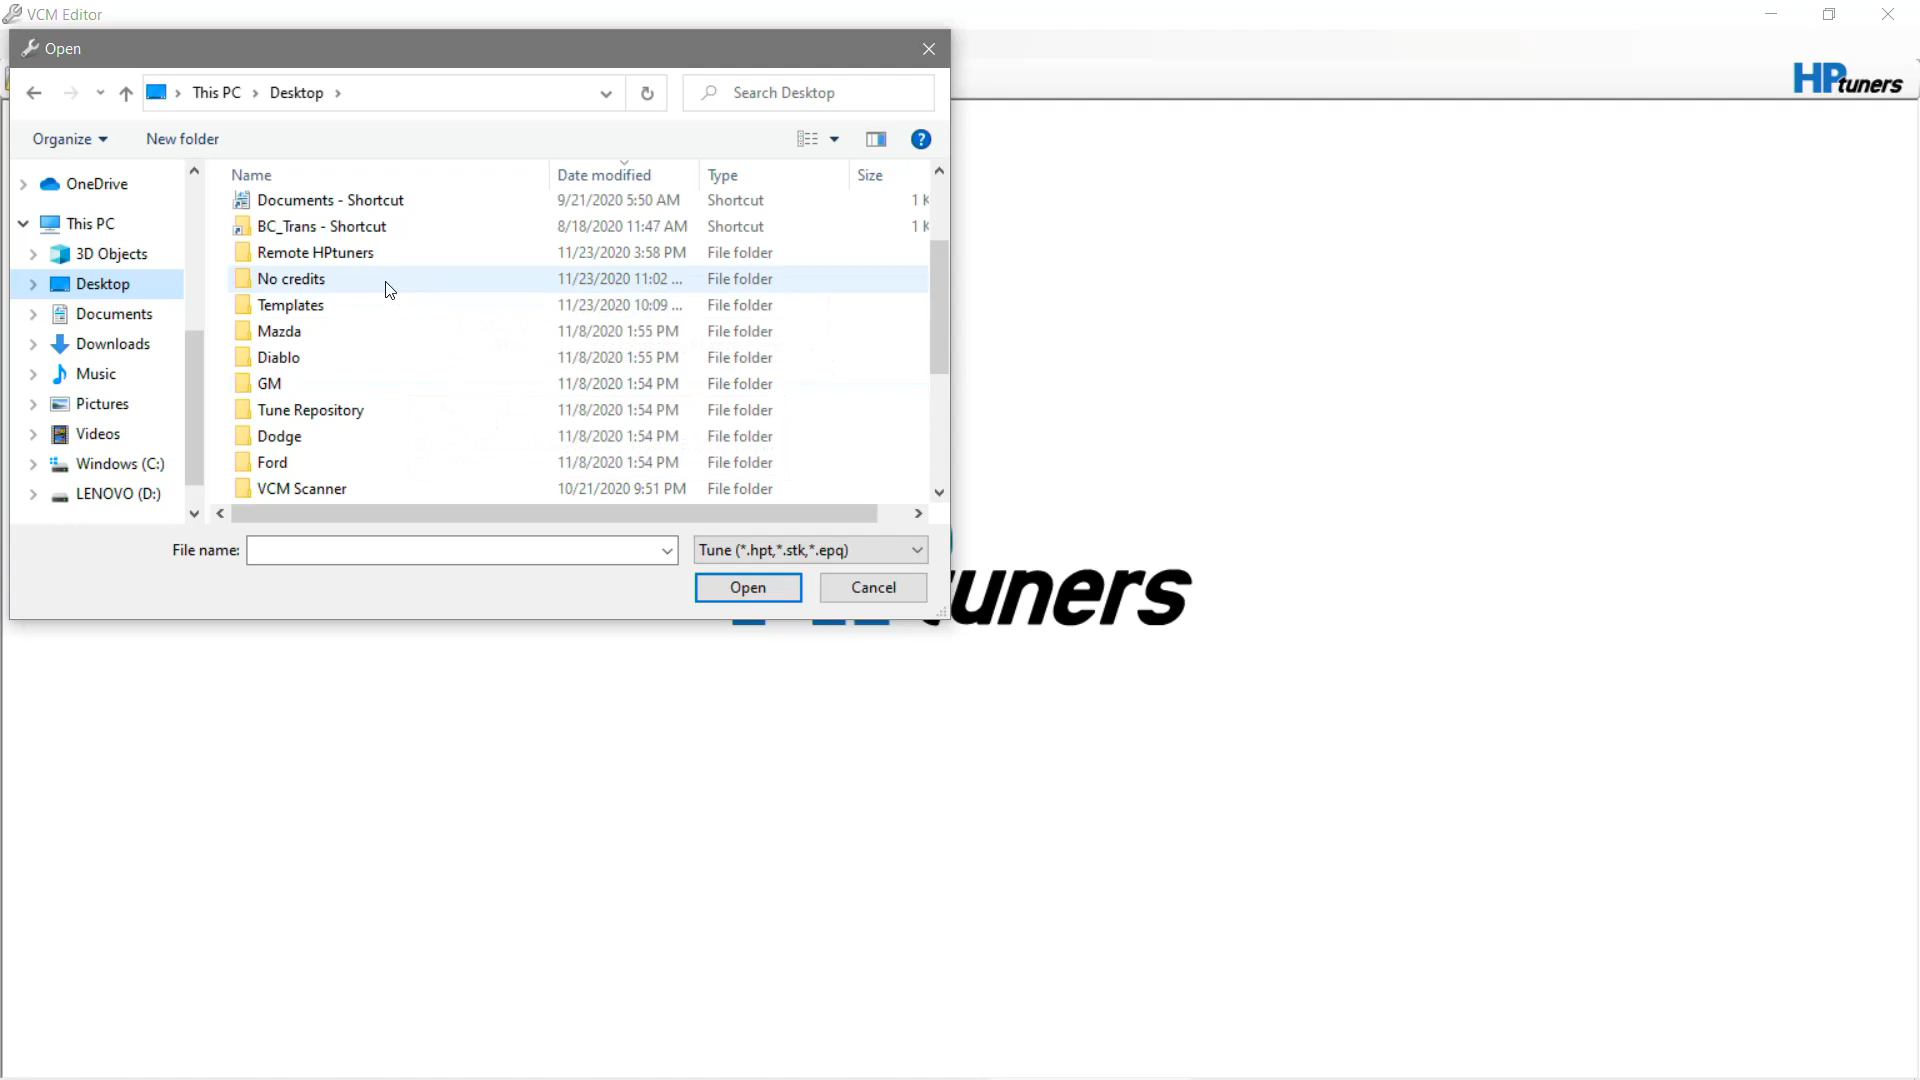 VCM Editor
Open
This PC Desktop
Search Desktop
HPtuners
Organize New folder
Name Date modified Type Size
OneDrive
This PC
3D Objects
Desktop
Documents
Downloads
Music
Pictures
Videos
Windows (C:)
LENOVO (D:)
Documents - Shortcut 9/21/2020 5:50 AM Shortcut 1 K
BC_Trans - Shortcut 8/18/2020 11:47 AM Shortcut 1 K
Remote HPtuners 11/23/2020 3:58 PM File folder
No credits 11/23/2020 11:02 ... File folder
Templates 11/23/2020 10:09 ... File folder
Mazda 11/8/2020 1:55 PM File folder
Diablo 11/8/2020 1:55 PM File folder
GM 11/8/2020 1:54 PM File folder
Tune Repository 11/8/2020 1:54 PM File folder
Dodge 11/8/2020 1:54 PM File folder
Ford 11/8/2020 1:54 PM File folder
VCM Scanner 10/21/2020 9:51 PM File folder
File name: Tune (*.hpt,*.stk,*.epq)
Open Cancel
uners